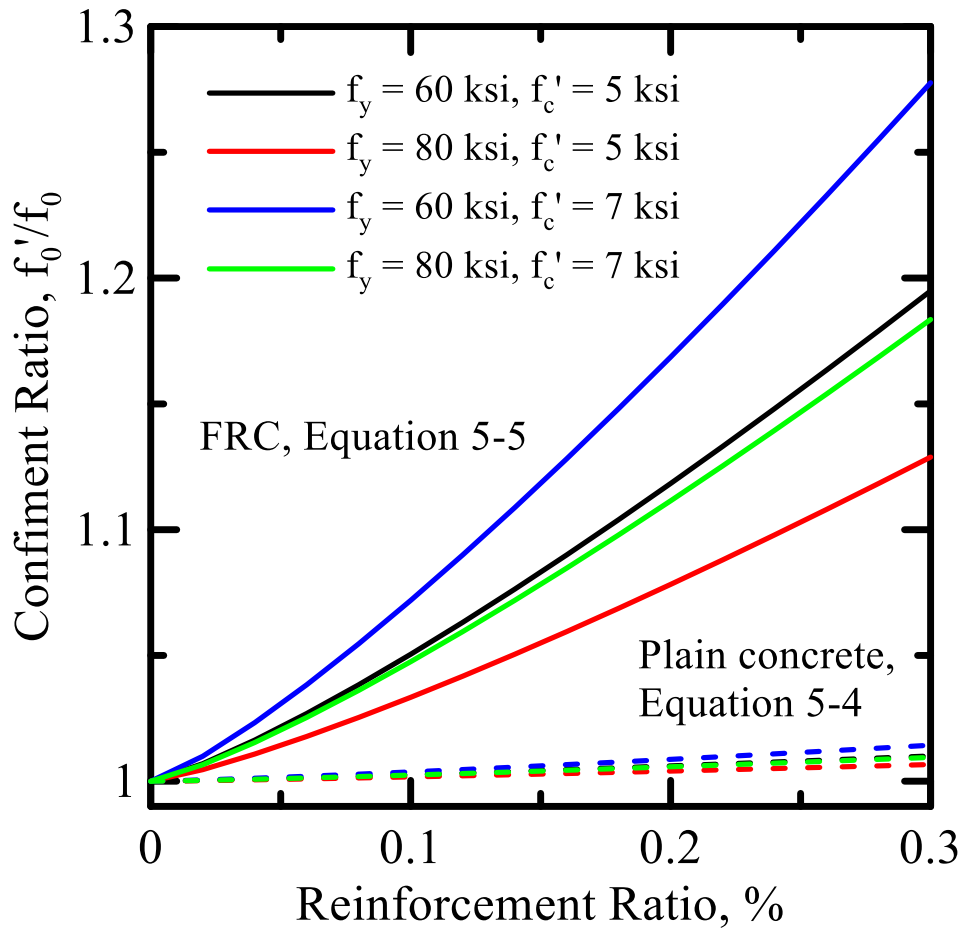 1.3
1.2
1.1
1
Confiment Ratio, f₀'/f₀
f_y = 60 ksi, f_c' = 5 ksi
f_y = 80 ksi, f_c' = 5 ksi
f_y = 60 ksi, f_c' = 7 ksi
f_y = 80 ksi, f_c' = 7 ksi
FRC, Equation 5-5
Plain concrete,
Equation 5-4
0 0.1 0.2 0.3
Reinforcement Ratio, %